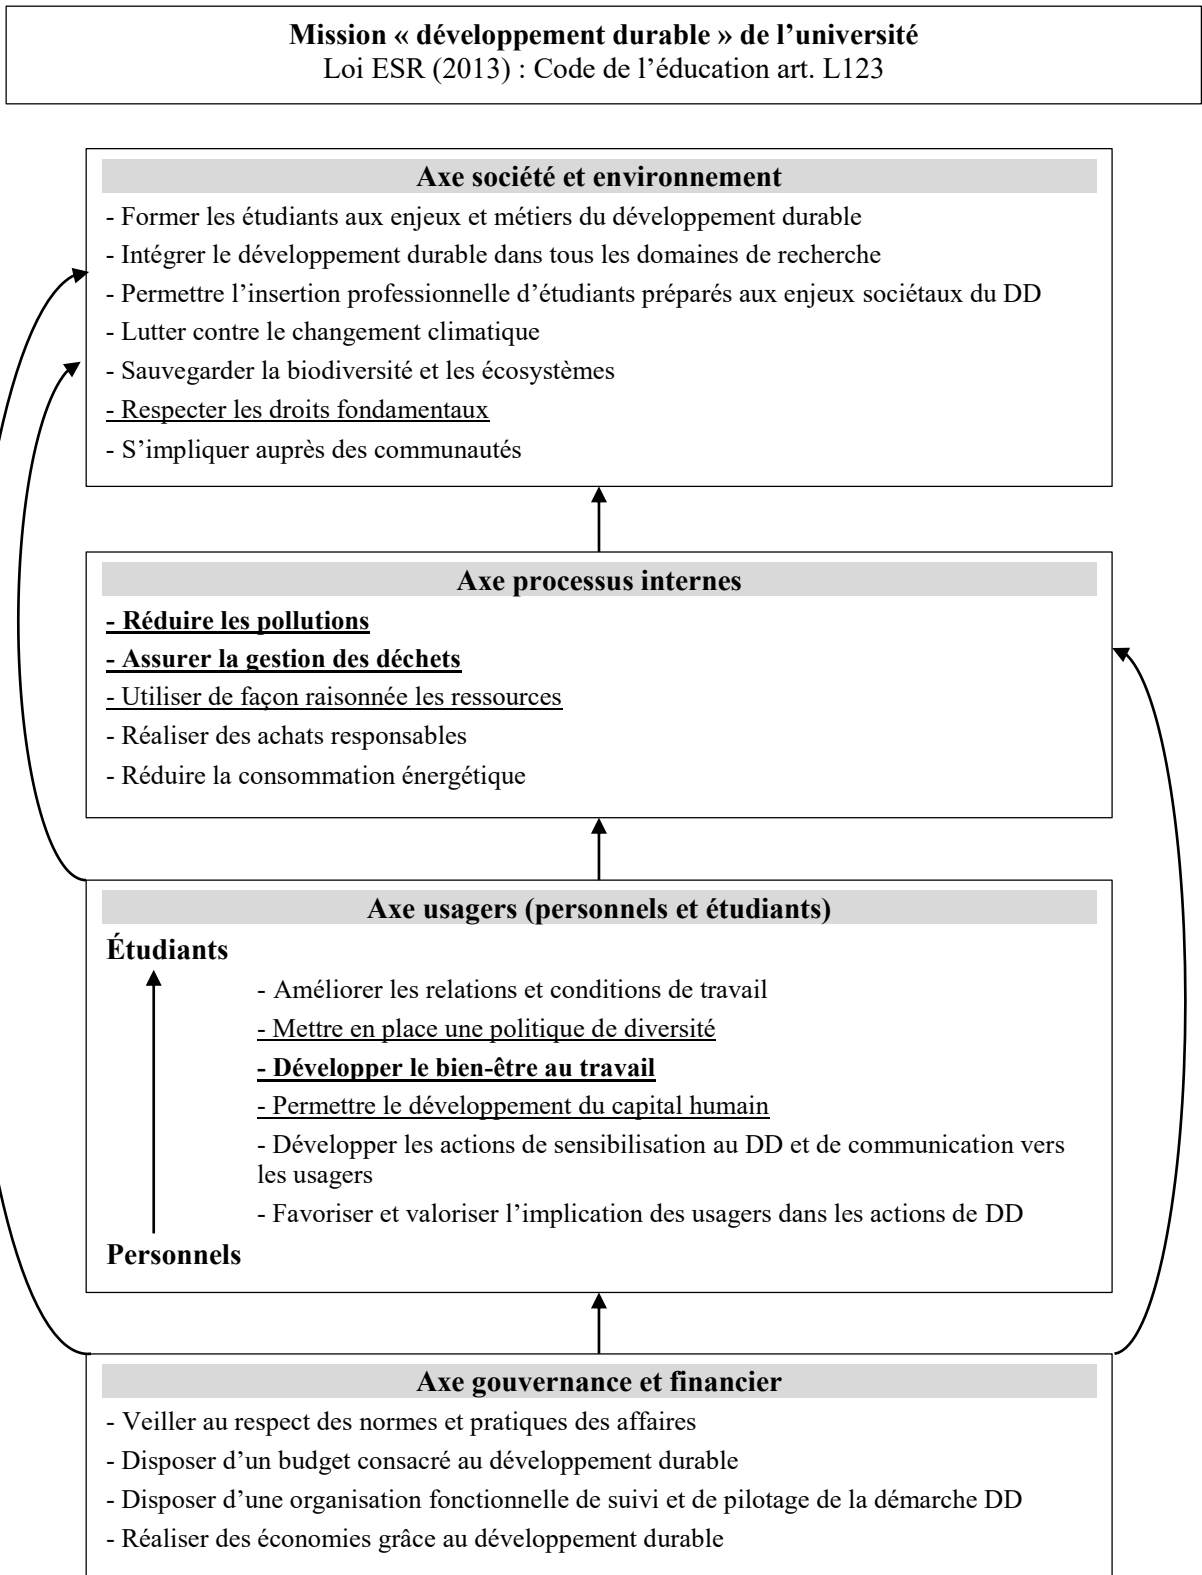 Mission « développement durable » de l’université
Loi ESR (2013) : Code de l’éducation art. L123
Axe société et environnement
- Former les étudiants aux enjeux et métiers du développement durable
- Intégrer le développement durable dans tous les domaines de recherche
- Permettre l’insertion professionnelle d’étudiants préparés aux enjeux sociétaux du DD
- Lutter contre le changement climatique
- Sauvegarder la biodiversité et les écosystèmes
- Respecter les droits fondamentaux
- S’impliquer auprès des communautés
Axe processus internes
- Réduire les pollutions
- Assurer la gestion des déchets
- Utiliser de façon raisonnée les ressources
- Réaliser des achats responsables
- Réduire la consommation énergétique
Axe usagers (personnels et étudiants)
Étudiants
- Améliorer les relations et conditions de travail
- Mettre en place une politique de diversité
- Développer le bien-être au travail
- Permettre le développement du capital humain
- Développer les actions de sensibilisation au DD et de communication vers
les usagers
- Favoriser et valoriser l’implication des usagers dans les actions de DD
Personnels
Axe gouvernance et financier
- Veiller au respect des normes et pratiques des affaires
- Disposer d’un budget consacré au développement durable
- Disposer d’une organisation fonctionnelle de suivi et de pilotage de la démarche DD
- Réaliser des économies grâce au développement durable